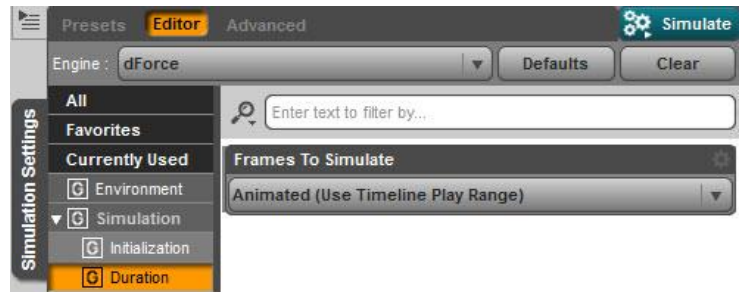 Presets Editor Advanced Simulate
Engine : dForce Defaults Clear
Simulation Settings
All
Favorites
Currently Used
G Environment
G Simulation
G Initialization
G Duration
Enter text to filter by...
Frames To Simulate
Animated (Use Timeline Play Range)